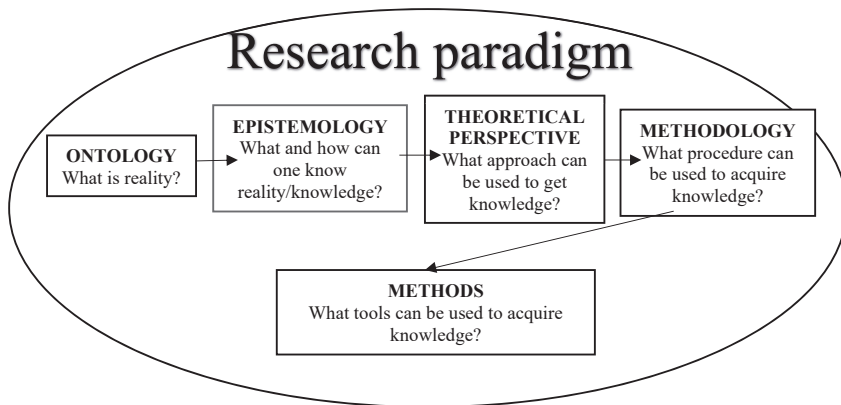 Research paradigm
ONTOLOGY
What is reality?
EPISTEMOLOGY
What and how can
one know
reality/knowledge?
THEORETICAL
PERSPECTIVE
What approach can
be used to get
knowledge?
METHODOLOGY
What procedure can
be used to acquire
knowledge?
METHODS
What tools can be used to acquire
knowledge?